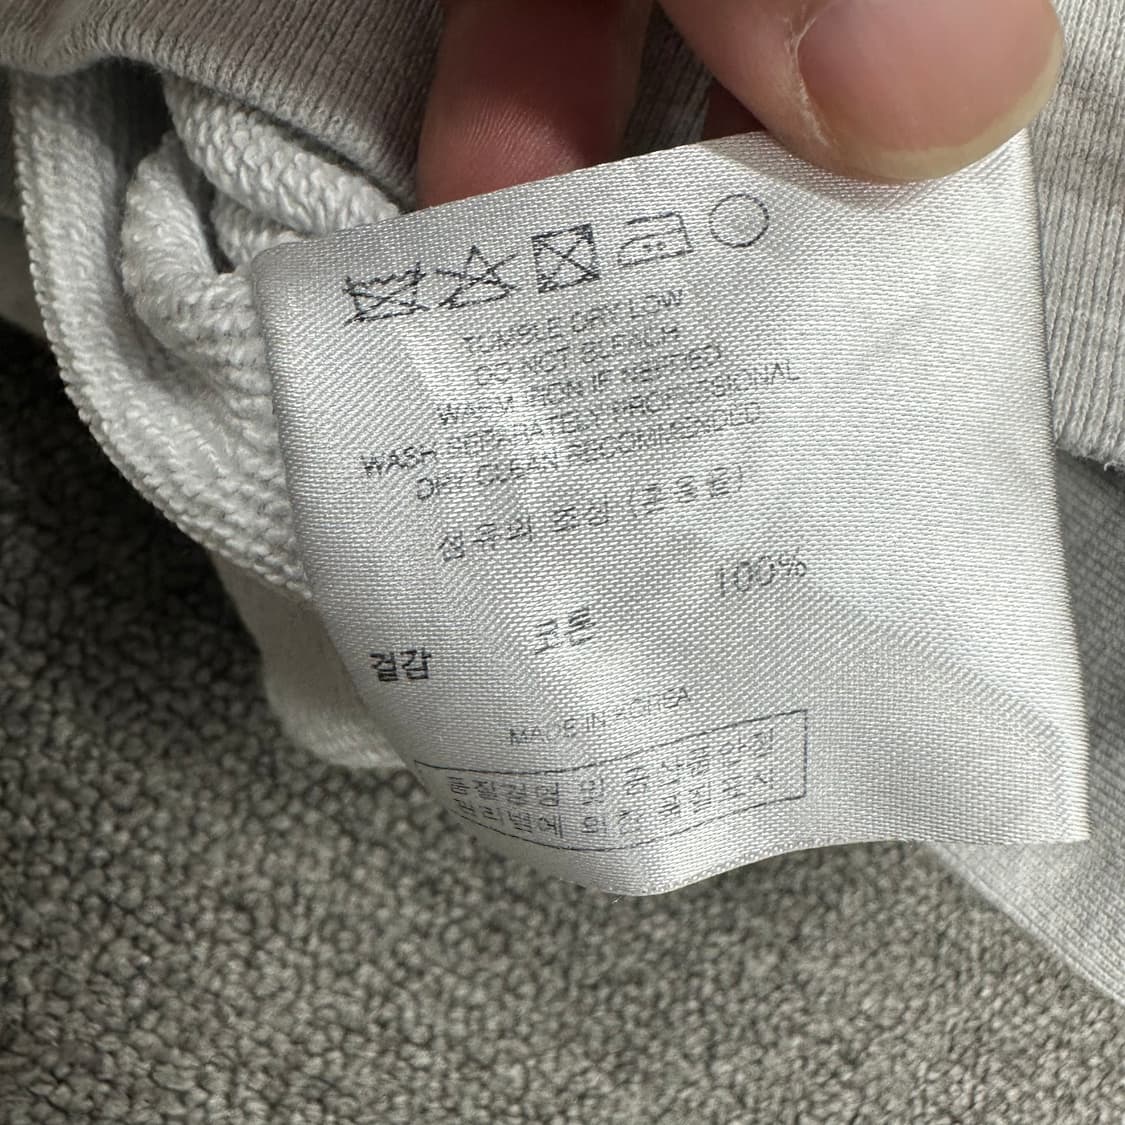 TUMBLE DRY LOW
DO NOT BLEACH
WARM IRON IF NEEDED
WASH SEPARATELY PROFESSIONAL
DRY CLEAN RECOMMENDED
섬유의 조성 (혼용률)
100%
코튼
겉감
MADE IN KOREA
품질경영 및 공산품안전
관리법에 의한 품질표시